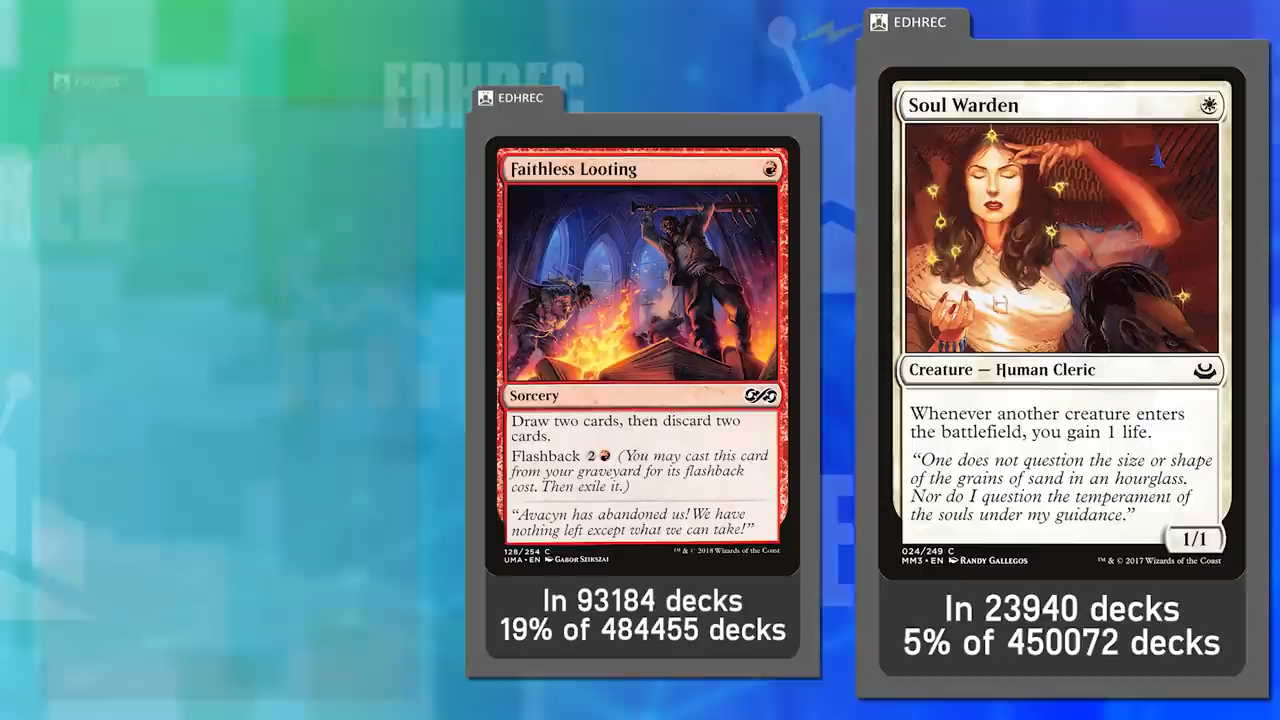 EDHREC
EDHREC
Faithless Looting
Sorcery
Draw two cards, then discard two
cards.
Flashback 2 (You may cast this card
from your graveyard for its flashback
cost. Then exile it.)
“Avacyn has abandoned us! We have
nothing left except what we can take!”
128/254 C
UMA • EN GABOR SZIKSZAI
™ & © 2018 Wizards of the Coast
In 93184 decks
19% of 484455 decks
EDHREC
Soul Warden
Creature — Human Cleric
Whenever another creature enters
the battlefield, you gain 1 life.
“One does not question the size or shape
of the grains of sand in an hourglass.
Nor do I question the temperament of
the souls under my guidance.”
1/1
024/249 C
MM3 • EN RANDY GALLEGOS
™ & © 2017 Wizards of the Coast
In 23940 decks
5% of 450072 decks